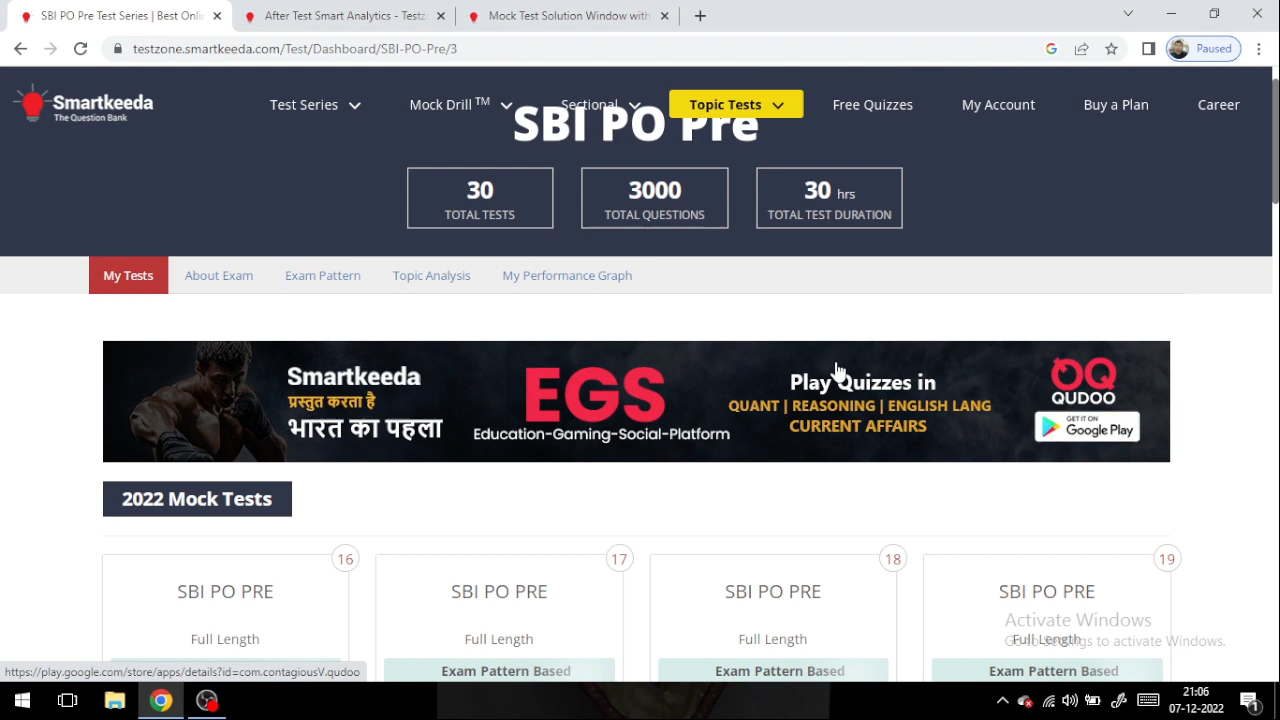 SBI PO Pre Test Series | Best Onlin
After Test Smart Analytics - Testz
Mock Test Solution Window with
testzone.smartkeeda.com/Test/Dashboard/SBI-PO-Pre/3
Paused
Smartkeeda
The Question Bank
Test Series
Mock Drill TM
Sectional
Topic Tests
Free Quizzes
My Account
Buy a Plan
Career
SBI PO Pre
30
TOTAL TESTS
3000
TOTAL QUESTIONS
30 hrs
TOTAL TEST DURATION
My Tests
About Exam
Exam Pattern
Topic Analysis
My Performance Graph
Smartkeeda
प्रस्तुत करता है
भारत का पहला
EGS
Education-Gaming-Social-Platform
Play Quizzes in
QUANT | REASONING | ENGLISH LANG
CURRENT AFFAIRS
QUDOO
GET IT ON
Google Play
2022 Mock Tests
16
SBI PO PRE
Full Length
17
SBI PO PRE
Full Length
Exam Pattern Based
18
SBI PO PRE
Full Length
Exam Pattern Based
19
SBI PO PRE
Full Length
Exam Pattern Based
Activate Windows
Go to Settings to activate Windows.
https://play.google.com/store/apps/details?id=com.contagiousV.qudoo
21:06
07-12-2022
1